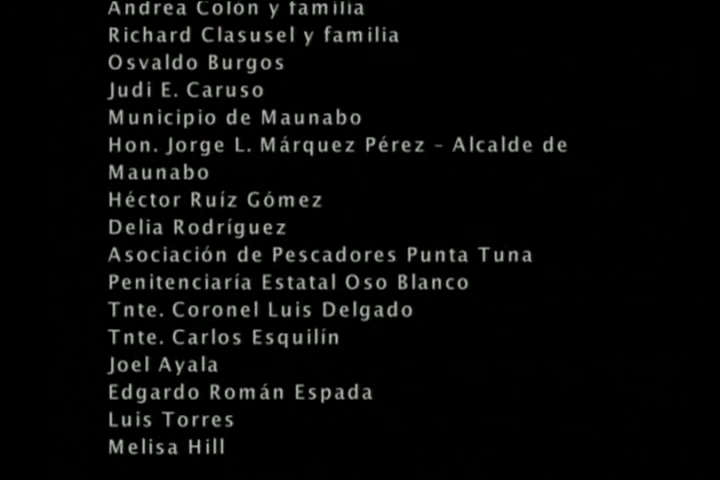 Andrea Colón y familia
Richard Clasusel y familia
Osvaldo Burgos
Judi E. Caruso
Municipio de Maunabo
Hon. Jorge L. Márquez Pérez - Alcalde de
Maunabo
Héctor Ruíz Gómez
Delia Rodríguez
Asociación de Pescadores Punta Tuna
Penitenciaría Estatal Oso Blanco
Tnte. Coronel Luis Delgado
Tnte. Carlos Esquilín
Joel Ayala
Edgardo Román Espada
Luis Torres
Melisa Hill